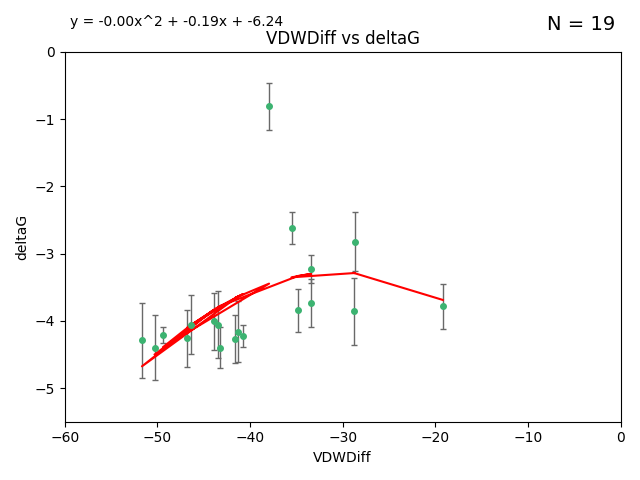 y = -0.00x^2 + -0.19x + -6.24
N = 19
VDWDiff vs deltaG
0
−1
−2
−3
−4
−5
deltaG
−60 −50 −40 −30 −20 −10 0
VDWDiff